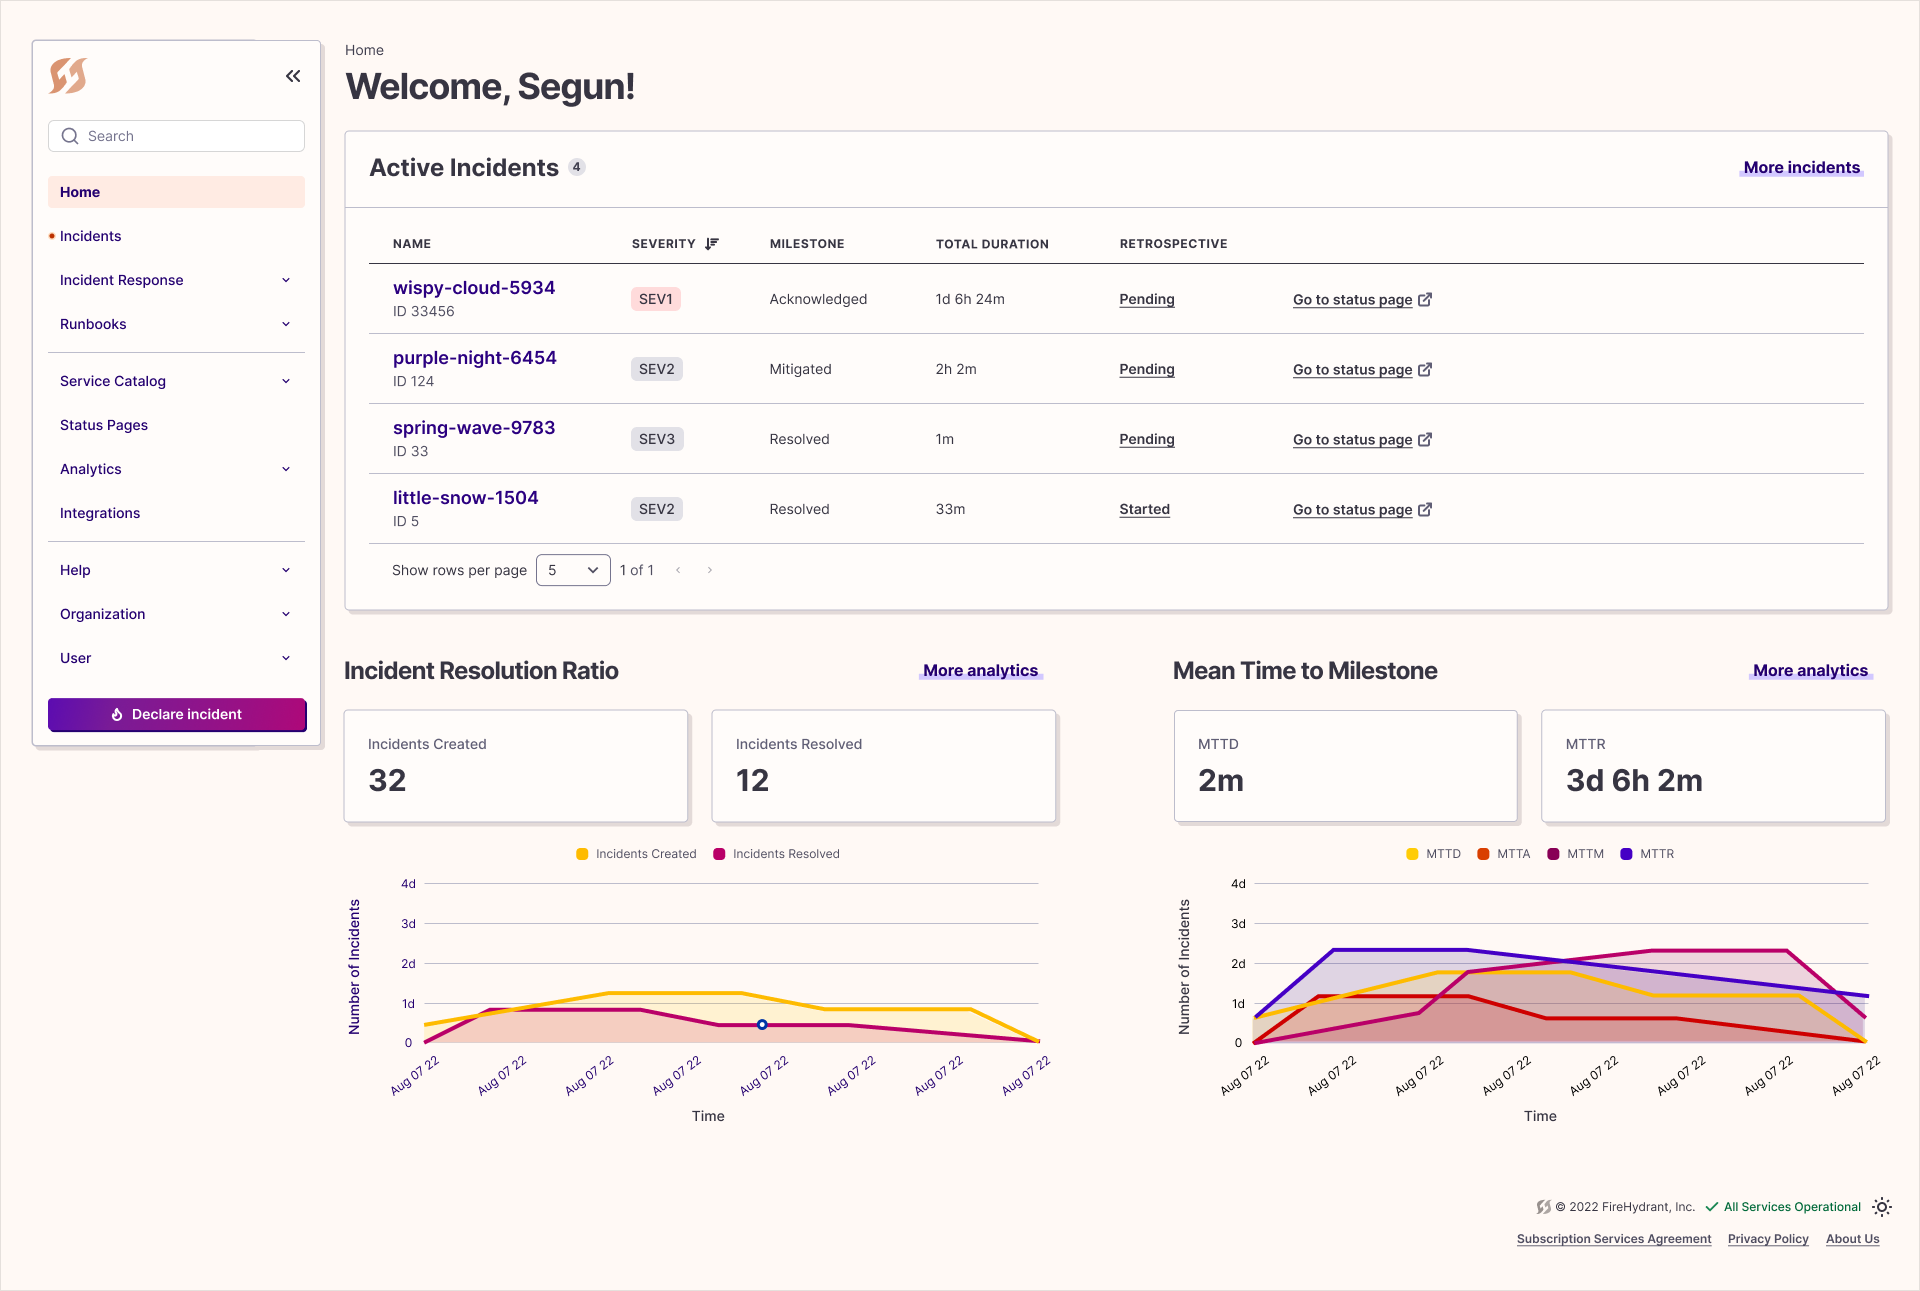 Home
Welcome, Segun!
Search
Home
Incidents
Incident Response
Runbooks
Service Catalog
Status Pages
Analytics
Integrations
Help
Organization
User
Declare incident
Active Incidents 4
More incidents
NAME SEVERITY MILESTONE TOTAL DURATION RETROSPECTIVE
wispy-cloud-5934
ID 33456
SEV1 Acknowledged 1d 6h 24m Pending Go to status page
purple-night-6454
ID 124
SEV2 Mitigated 2h 2m Pending Go to status page
spring-wave-9783
ID 33
SEV3 Resolved 1m Pending Go to status page
little-snow-1504
ID 5
SEV2 Resolved 33m Started Go to status page
Show rows per page 5 1 of 1
Incident Resolution Ratio
More analytics
Incidents Created
32
Incidents Resolved
12
Incidents Created Incidents Resolved
Number of Incidents
4d
3d
2d
1d
0
Aug 07 22 Aug 07 22 Aug 07 22 Aug 07 22 Aug 07 22 Aug 07 22 Aug 07 22 Aug 07 22
Time
Mean Time to Milestone
More analytics
MTTD
2m
MTTR
3d 6h 2m
MTTD MTTA MTTM MTTR
Number of Incidents
4d
3d
2d
1d
0
Aug 07 22 Aug 07 22 Aug 07 22 Aug 07 22 Aug 07 22 Aug 07 22 Aug 07 22 Aug 07 22
Time
© 2022 FireHydrant, Inc. All Services Operational
Subscription Services Agreement Privacy Policy About Us